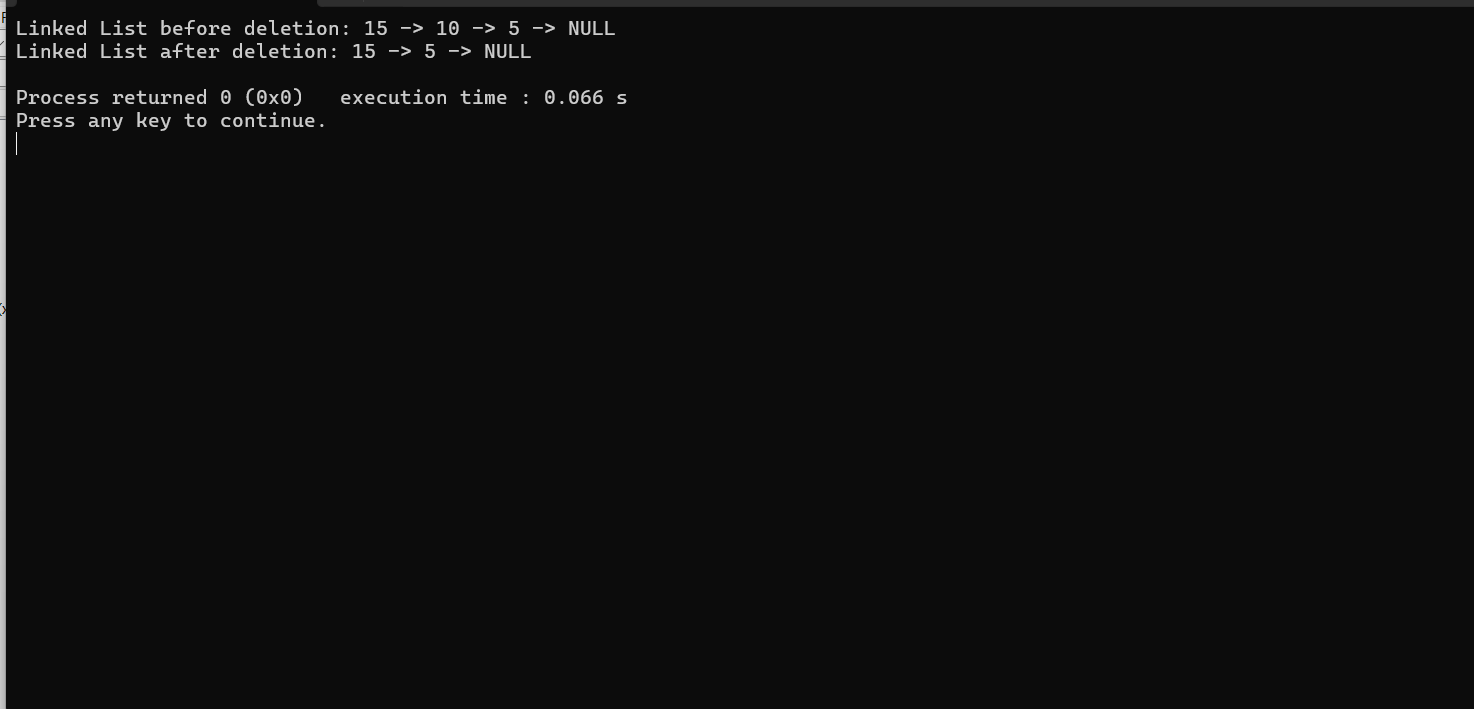 Linked List before deletion: 15 -> 10 -> 5 -> NULL
Linked List after deletion: 15 -> 5 -> NULL
Process returned 0 (0x0)   execution time : 0.066 s
Press any key to continue.